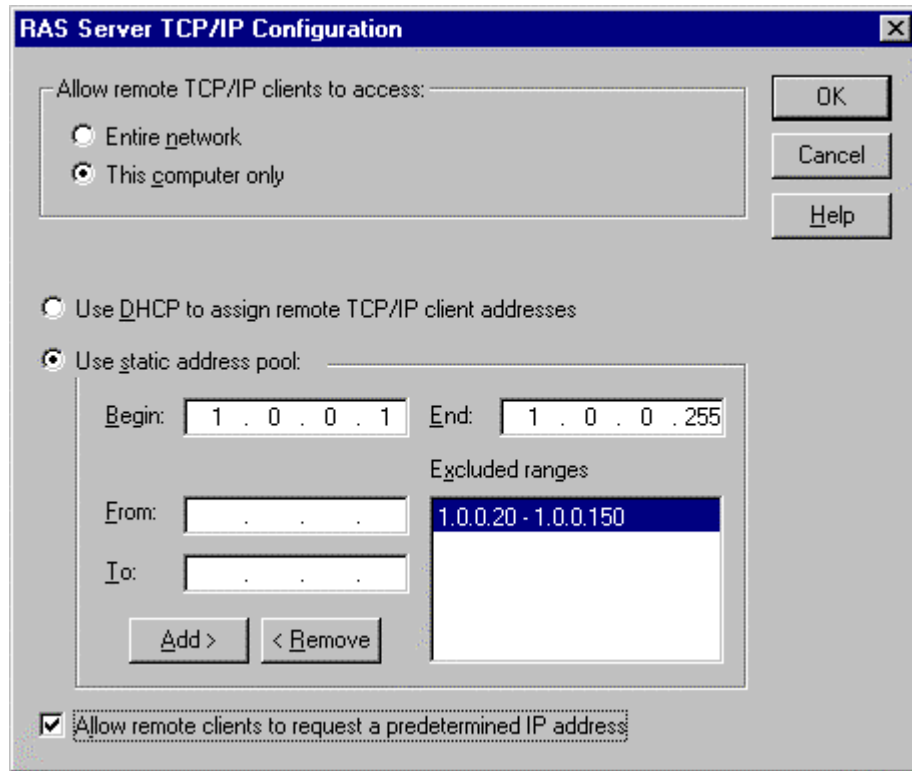 RAS Server TCP/IP Configuration
Allow remote TCP/IP clients to access:
Entire network
This computer only
OK
Cancel
Help
Use DHCP to assign remote TCP/IP client addresses
Use static address pool:
Begin: 1 . 0 . 0 . 1 End: 1 . 0 . 0 . 255
Excluded ranges
From: . . .
1.0.0.20 - 1.0.0.150
To: . . .
Add > < Remove
Allow remote clients to request a predetermined IP address